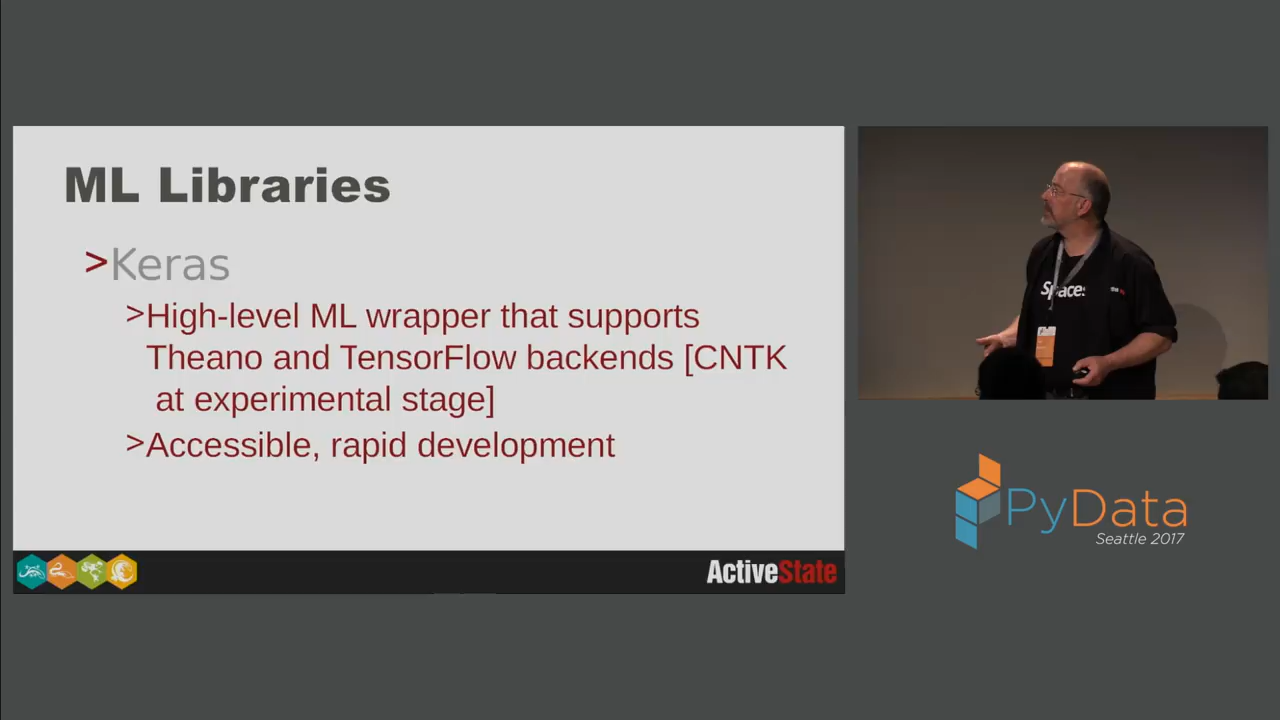 ML Libraries
>Keras
>High-level ML wrapper that supports
Theano and TensorFlow backends [CNTK
at experimental stage]
>Accessible, rapid development
ActiveState
Space.
PyData
Seattle 2017